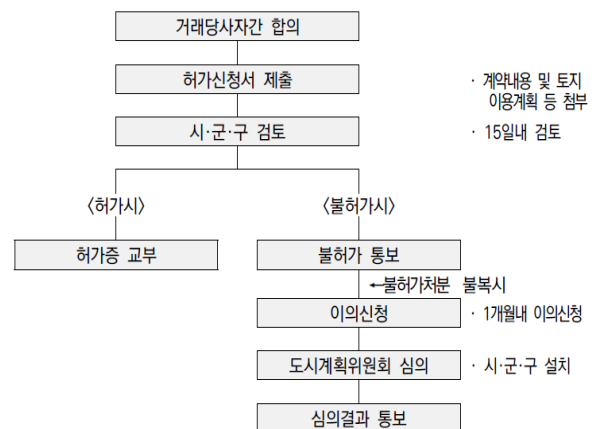 거래당사자간 합의
허가신청서 제출
· 계약내용 및 토지
이용계획 등 첨부
시·군·구 검토
· 15일내 검토
〈허가시〉
〈불허가시〉
허가증 교부
불허가 통보
←불허가처분 불복시
이의신청
· 1개월내 이의신청
도시계획위원회 심의
· 시·군·구 설치
심의결과 통보